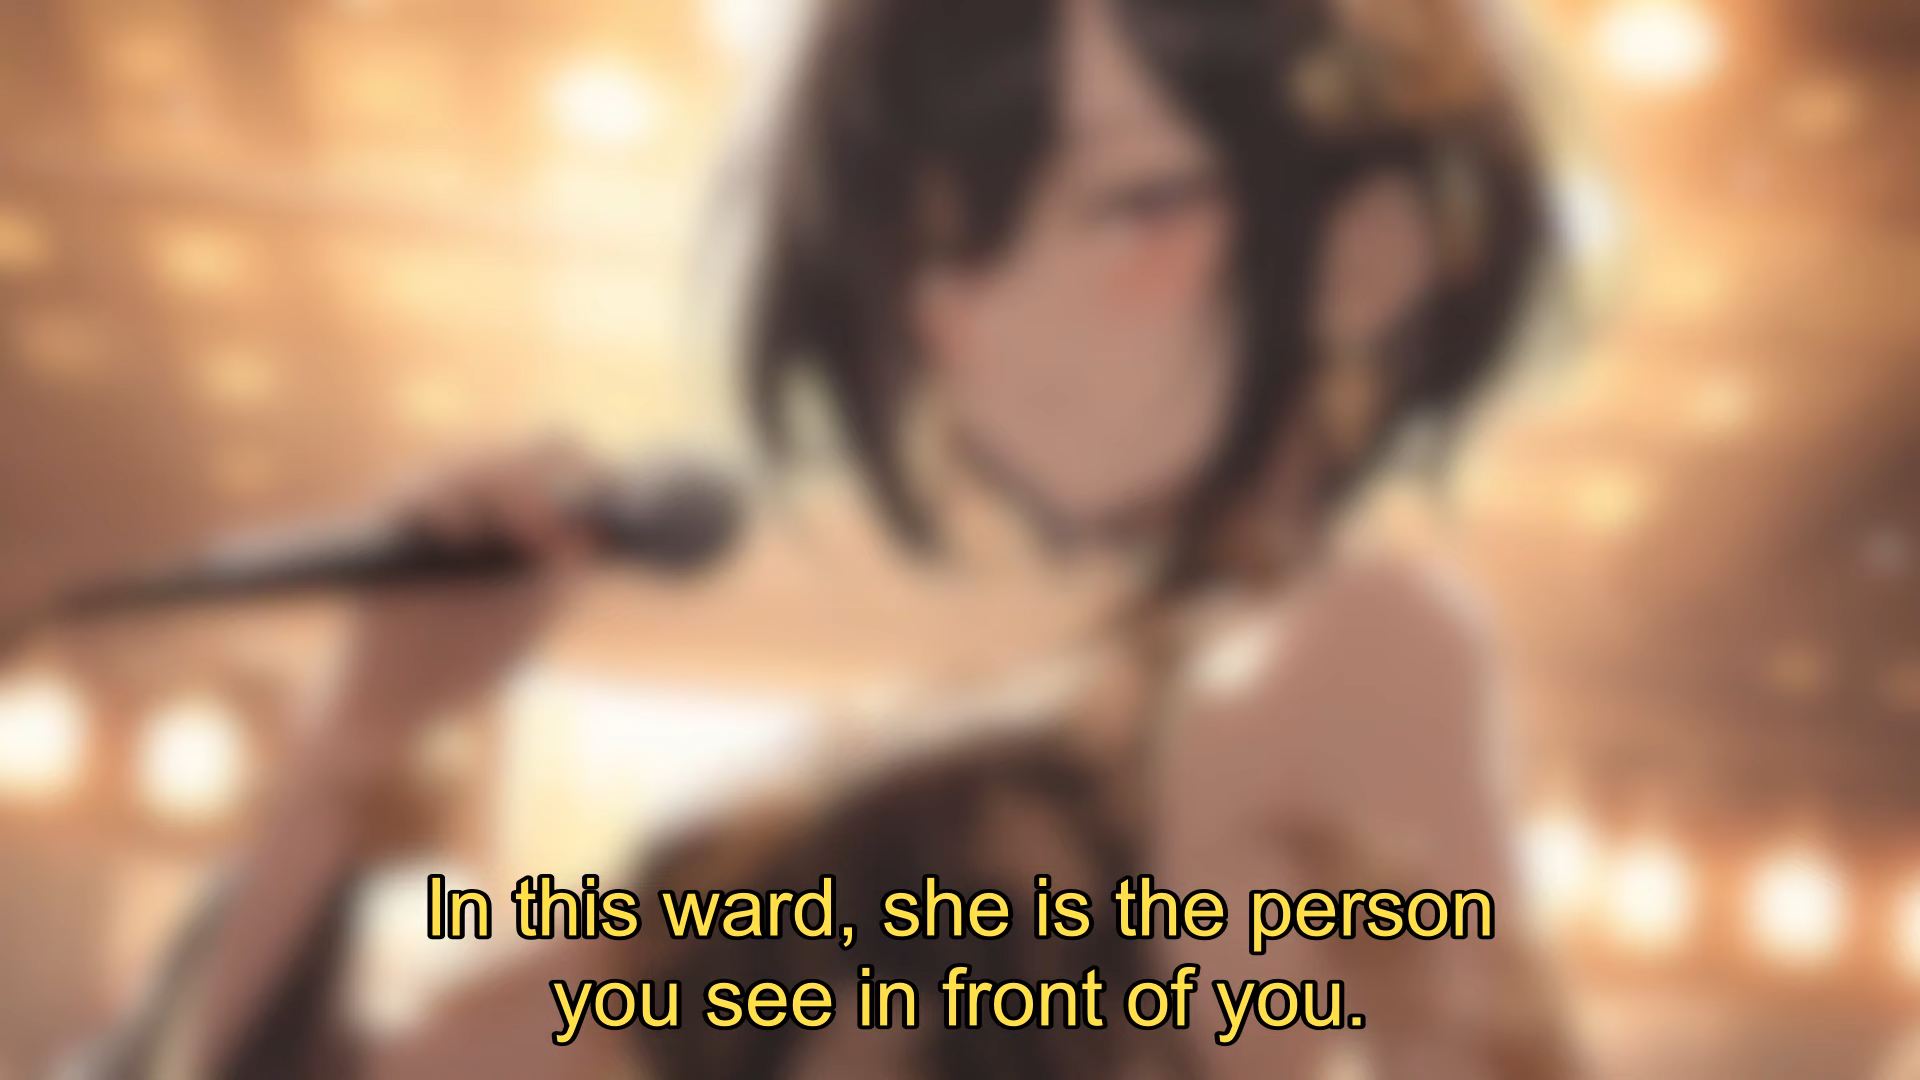 In this ward, she is the person
you see in front of you.